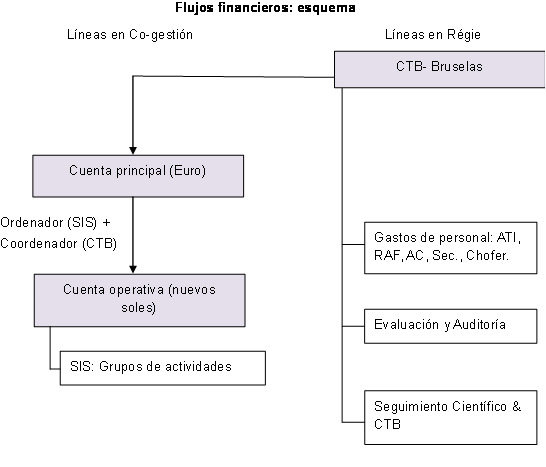 Flujos financieros: esquema
Líneas en Co-gestión
Líneas en Régie
CTB- Bruselas
Cuenta principal (Euro)
Ordenador (SIS) +
Coordenador (CTB)
Gastos de personal: ATI,
RAF, AC, Sec., Chofer.
Cuenta operativa (nuevos
soles)
Evaluación y Auditoría
SIS: Grupos de actividades
Seguimiento Científico &
CTB